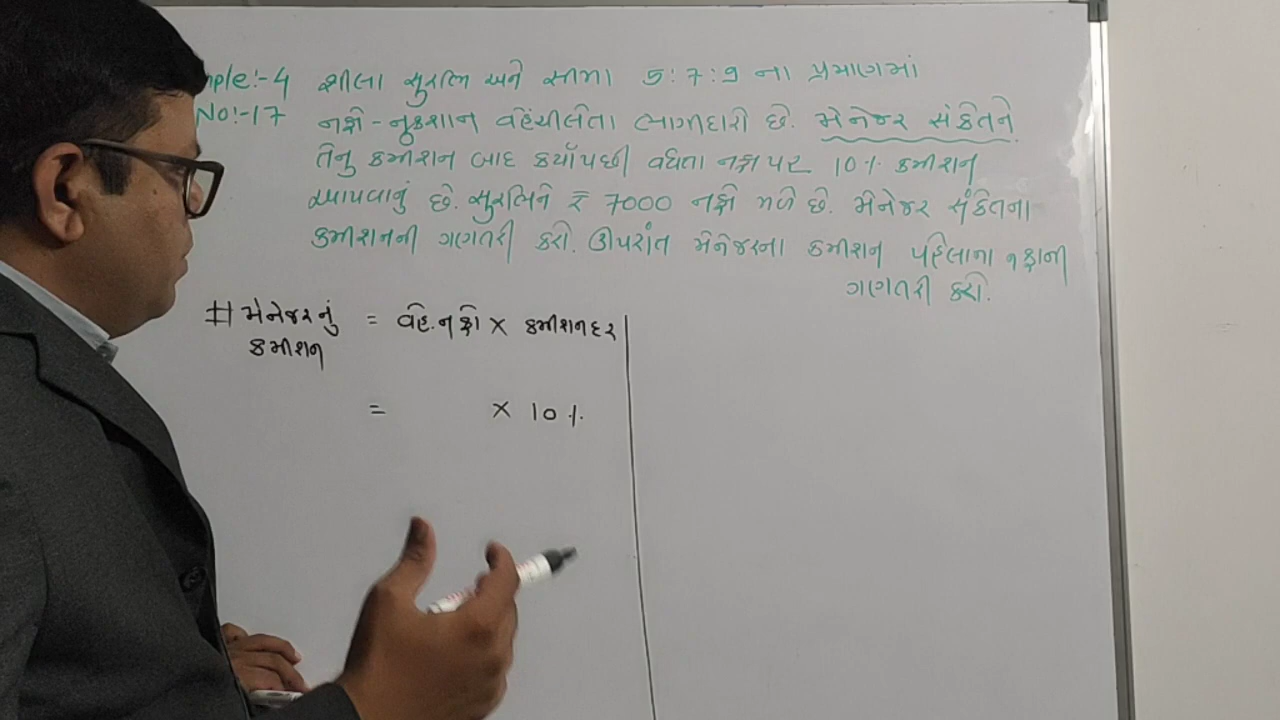 mple:-4 શીલા સુરભિ અને સીમા 5:7:9 ના પ્રમાણમાં
No:-17 નફો-નુકશાન વહેંચીલેતા ભાગીદારો છે. મેનેજર સંકેતને
તેનુ કમીશન બાદ કર્યાપછી વધતા નફાપર 10% કમીશન
આપવાનું છે. સુરભિને ₹ 7000 નફો મળે છે. મેનેજર સંકેતના
કમીશનની ગણતરી કરો. ઉપરાંત મેનેજરના કમીશન પહેલાના નફાની
ગણતરી કરો.
# મેનેજરનું = વહેં.નફો × કમીશનદર
કમીશન
= × 10%